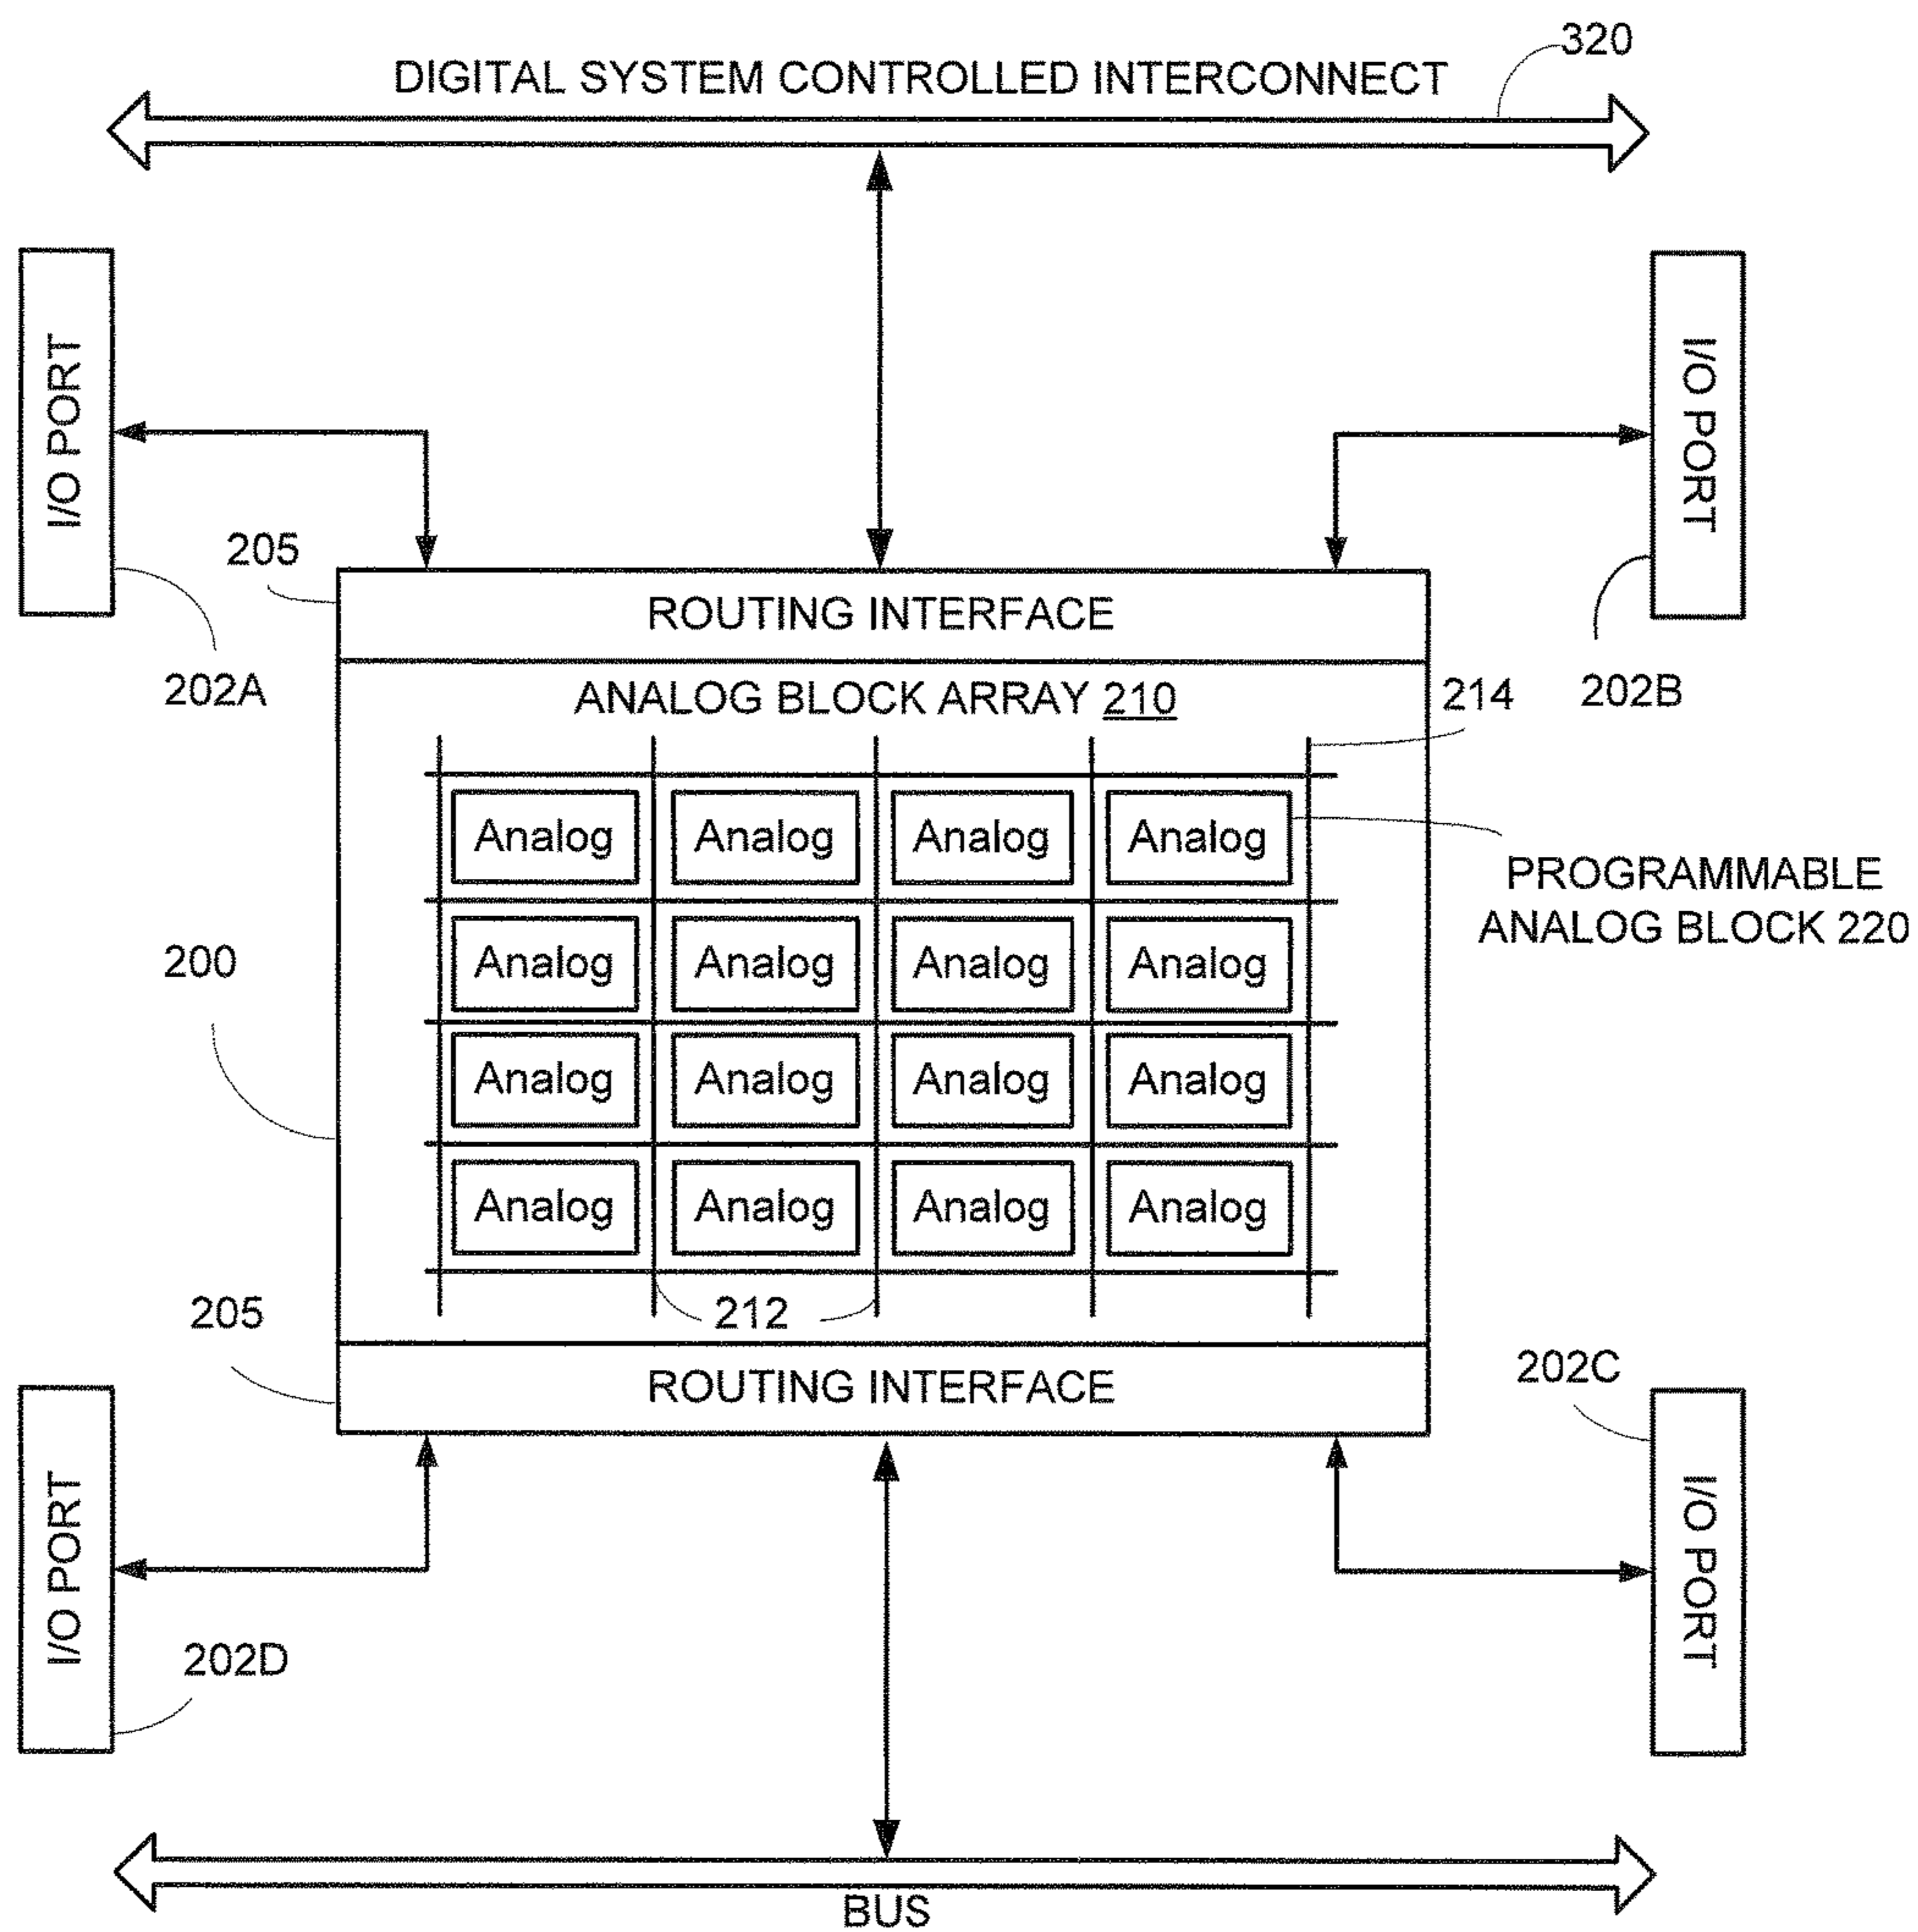 320
DIGITAL SYSTEM CONTROLLED INTERCONNECT
I/O PORT
I/O PORT
205
ROUTING INTERFACE
202A
202B
ANALOG BLOCK ARRAY 210
214
Analog Analog Analog Analog
PROGRAMMABLE
ANALOG BLOCK 220
Analog Analog Analog Analog
200
Analog Analog Analog Analog
Analog Analog Analog Analog
212
205
ROUTING INTERFACE
202C
I/O PORT
I/O PORT
202D
BUS